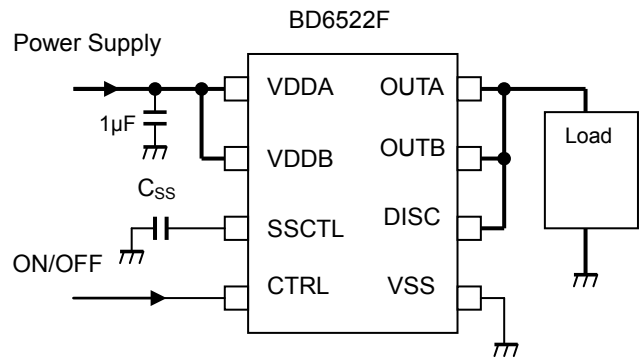 BD6522F
Power Supply
VDDA
OUTA
1µF
Load
VDDB
OUTB
CSS
SSCTL
DISC
ON/OFF
CTRL
VSS